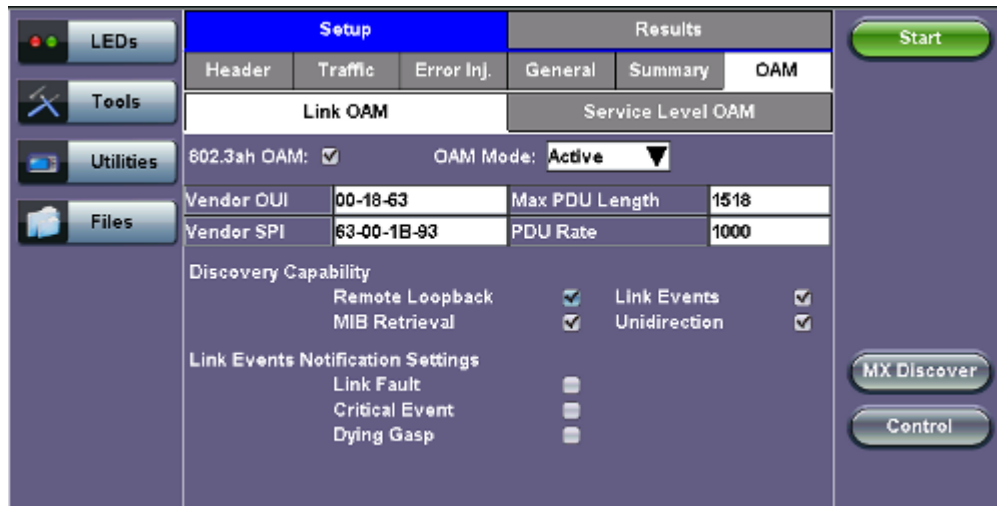 LEDs
Tools
Utilities
Files
Setup Results
Header Traffic Error Inj. General Summary OAM
Link OAM Service Level OAM
802.3ah OAM: OAM Mode: Active
Vendor OUI 00-18-63 Max PDU Length 1518
Vendor SPI 63-00-1B-93 PDU Rate 1000
Discovery Capability
Remote Loopback Link Events
MIB Retrieval Unidirection
Link Events Notification Settings
Link Fault
Critical Event
Dying Gasp
Start
MX Discover
Control